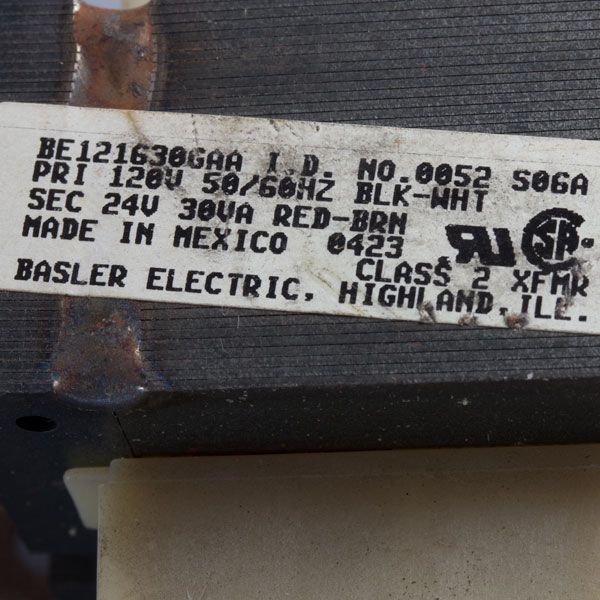 BE121630GAA I.D. NO.0052 S06A
PRI 120V 50/60HZ BLK-WHT
SEC 24V 30VA RED-BRN
MADE IN MEXICO 0423
CLASS 2 XFMR
BASLER ELECTRIC, HIGHLAND, ILL.